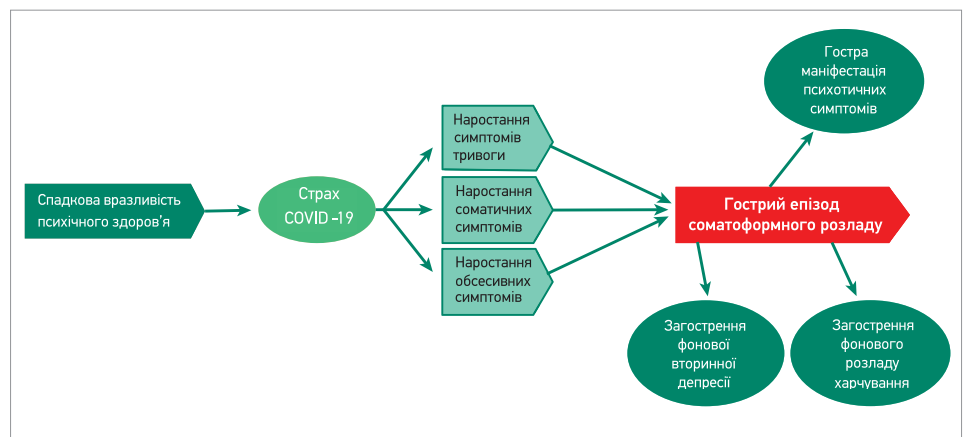 Спадкова вразливість
психічного здоров’я
Страх
COVID -19
Наростання
симптомів
тривоги
Наростання
соматичних
симптомів
Наростання
обсесивних
симптомів
Гострий епізод
соматоформного розладу
Гостра
маніфестація
психотичних
симптомів
Загострення
фонової
вторинної
депресії
Загострення
фонового
розладу
харчування